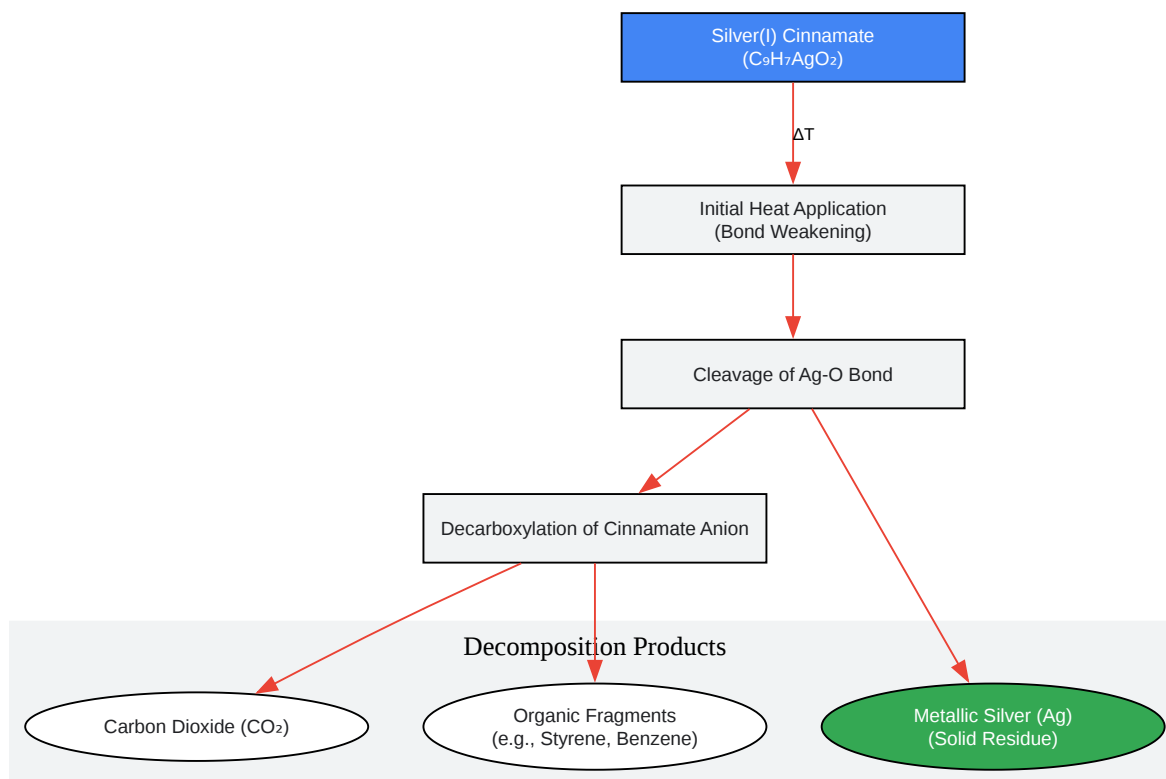 Silver(I) Cinnamate
(C₉H₇AgO₂)
ΔT
Initial Heat Application
(Bond Weakening)
Cleavage of Ag-O Bond
Decarboxylation of Cinnamate Anion
Decomposition Products
Carbon Dioxide (CO₂)
Organic Fragments
(e.g., Styrene, Benzene)
Metallic Silver (Ag)
(Solid Residue)